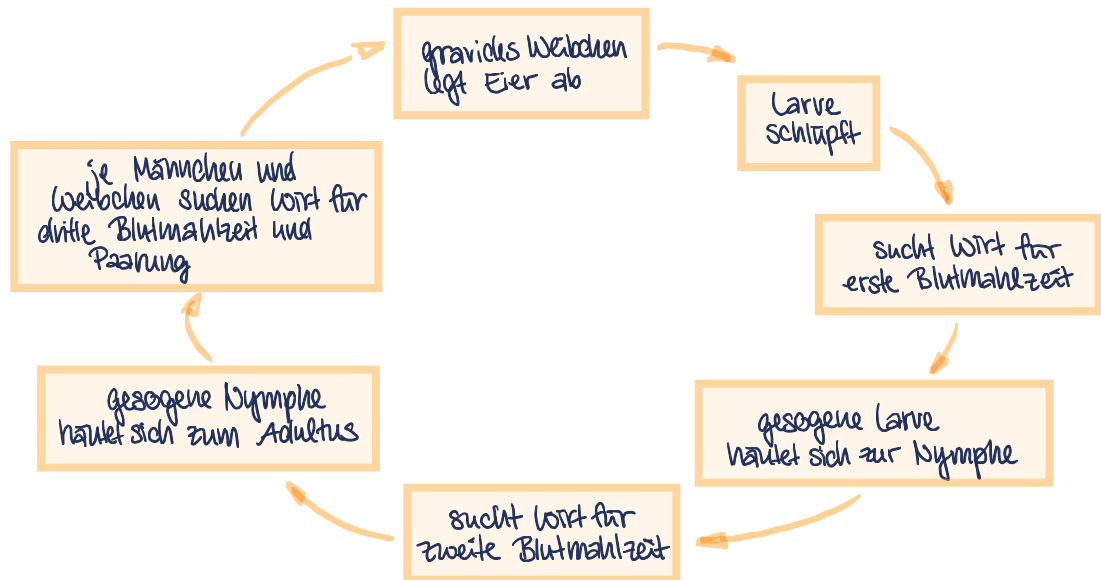 gravides Weibchen
legt Eier ab
Larve
schlüpft
sucht Wirt für
erste Blutmahlzeit
gesogene Larve
häutet sich zur Nymphe
sucht Wirt für
zweite Blutmahlzeit
gesogene Nymphe
häutet sich zum Adultus
je Männchen und
Weibchen suchen Wirt für
dritte Blutmahlzeit und
Paarung